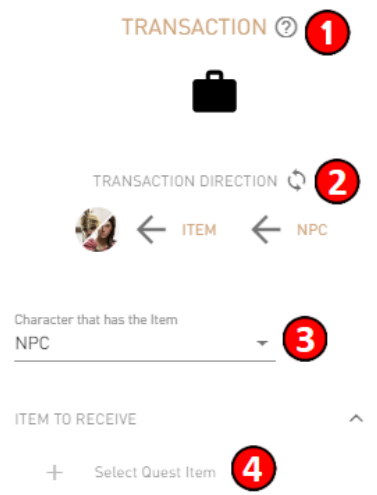 TRANSACTION ? 1
TRANSACTION DIRECTION 2
ITEM NPC
Character that has the Item
NPC 3
ITEM TO RECEIVE
+ Select Quest Item 4